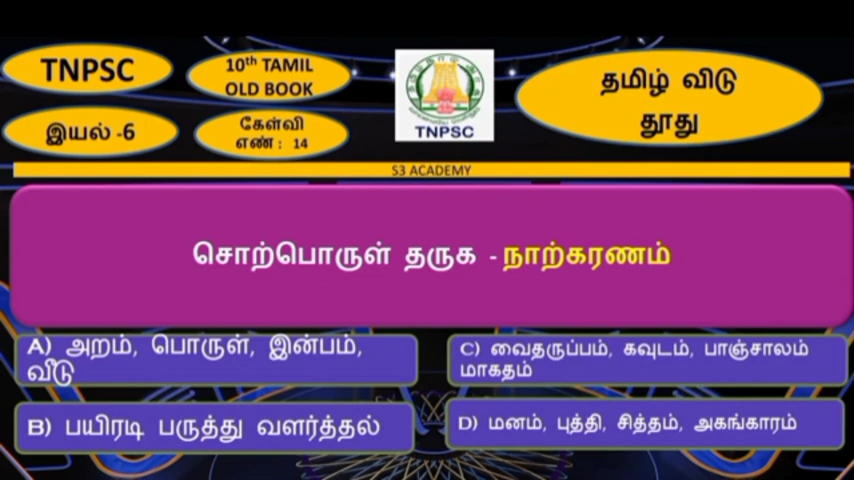 TNPSC
10th TAMIL
OLD BOOK
இயல் -6
கேள்வி
எண் : 14
TNPSC
தமிழ் விடு
தூது
S3 ACADEMY
சொற்பொருள் தருக - நாற்கரணம்
A) அறம், பொருள், இன்பம்,
வீடு
B) பயிரடி பருத்து வளர்த்தல்
C) வைதருப்பம், கவுடம், பாஞ்சாலம்
மாகதம்
D) மனம், புத்தி, சித்தம், அகங்காரம்